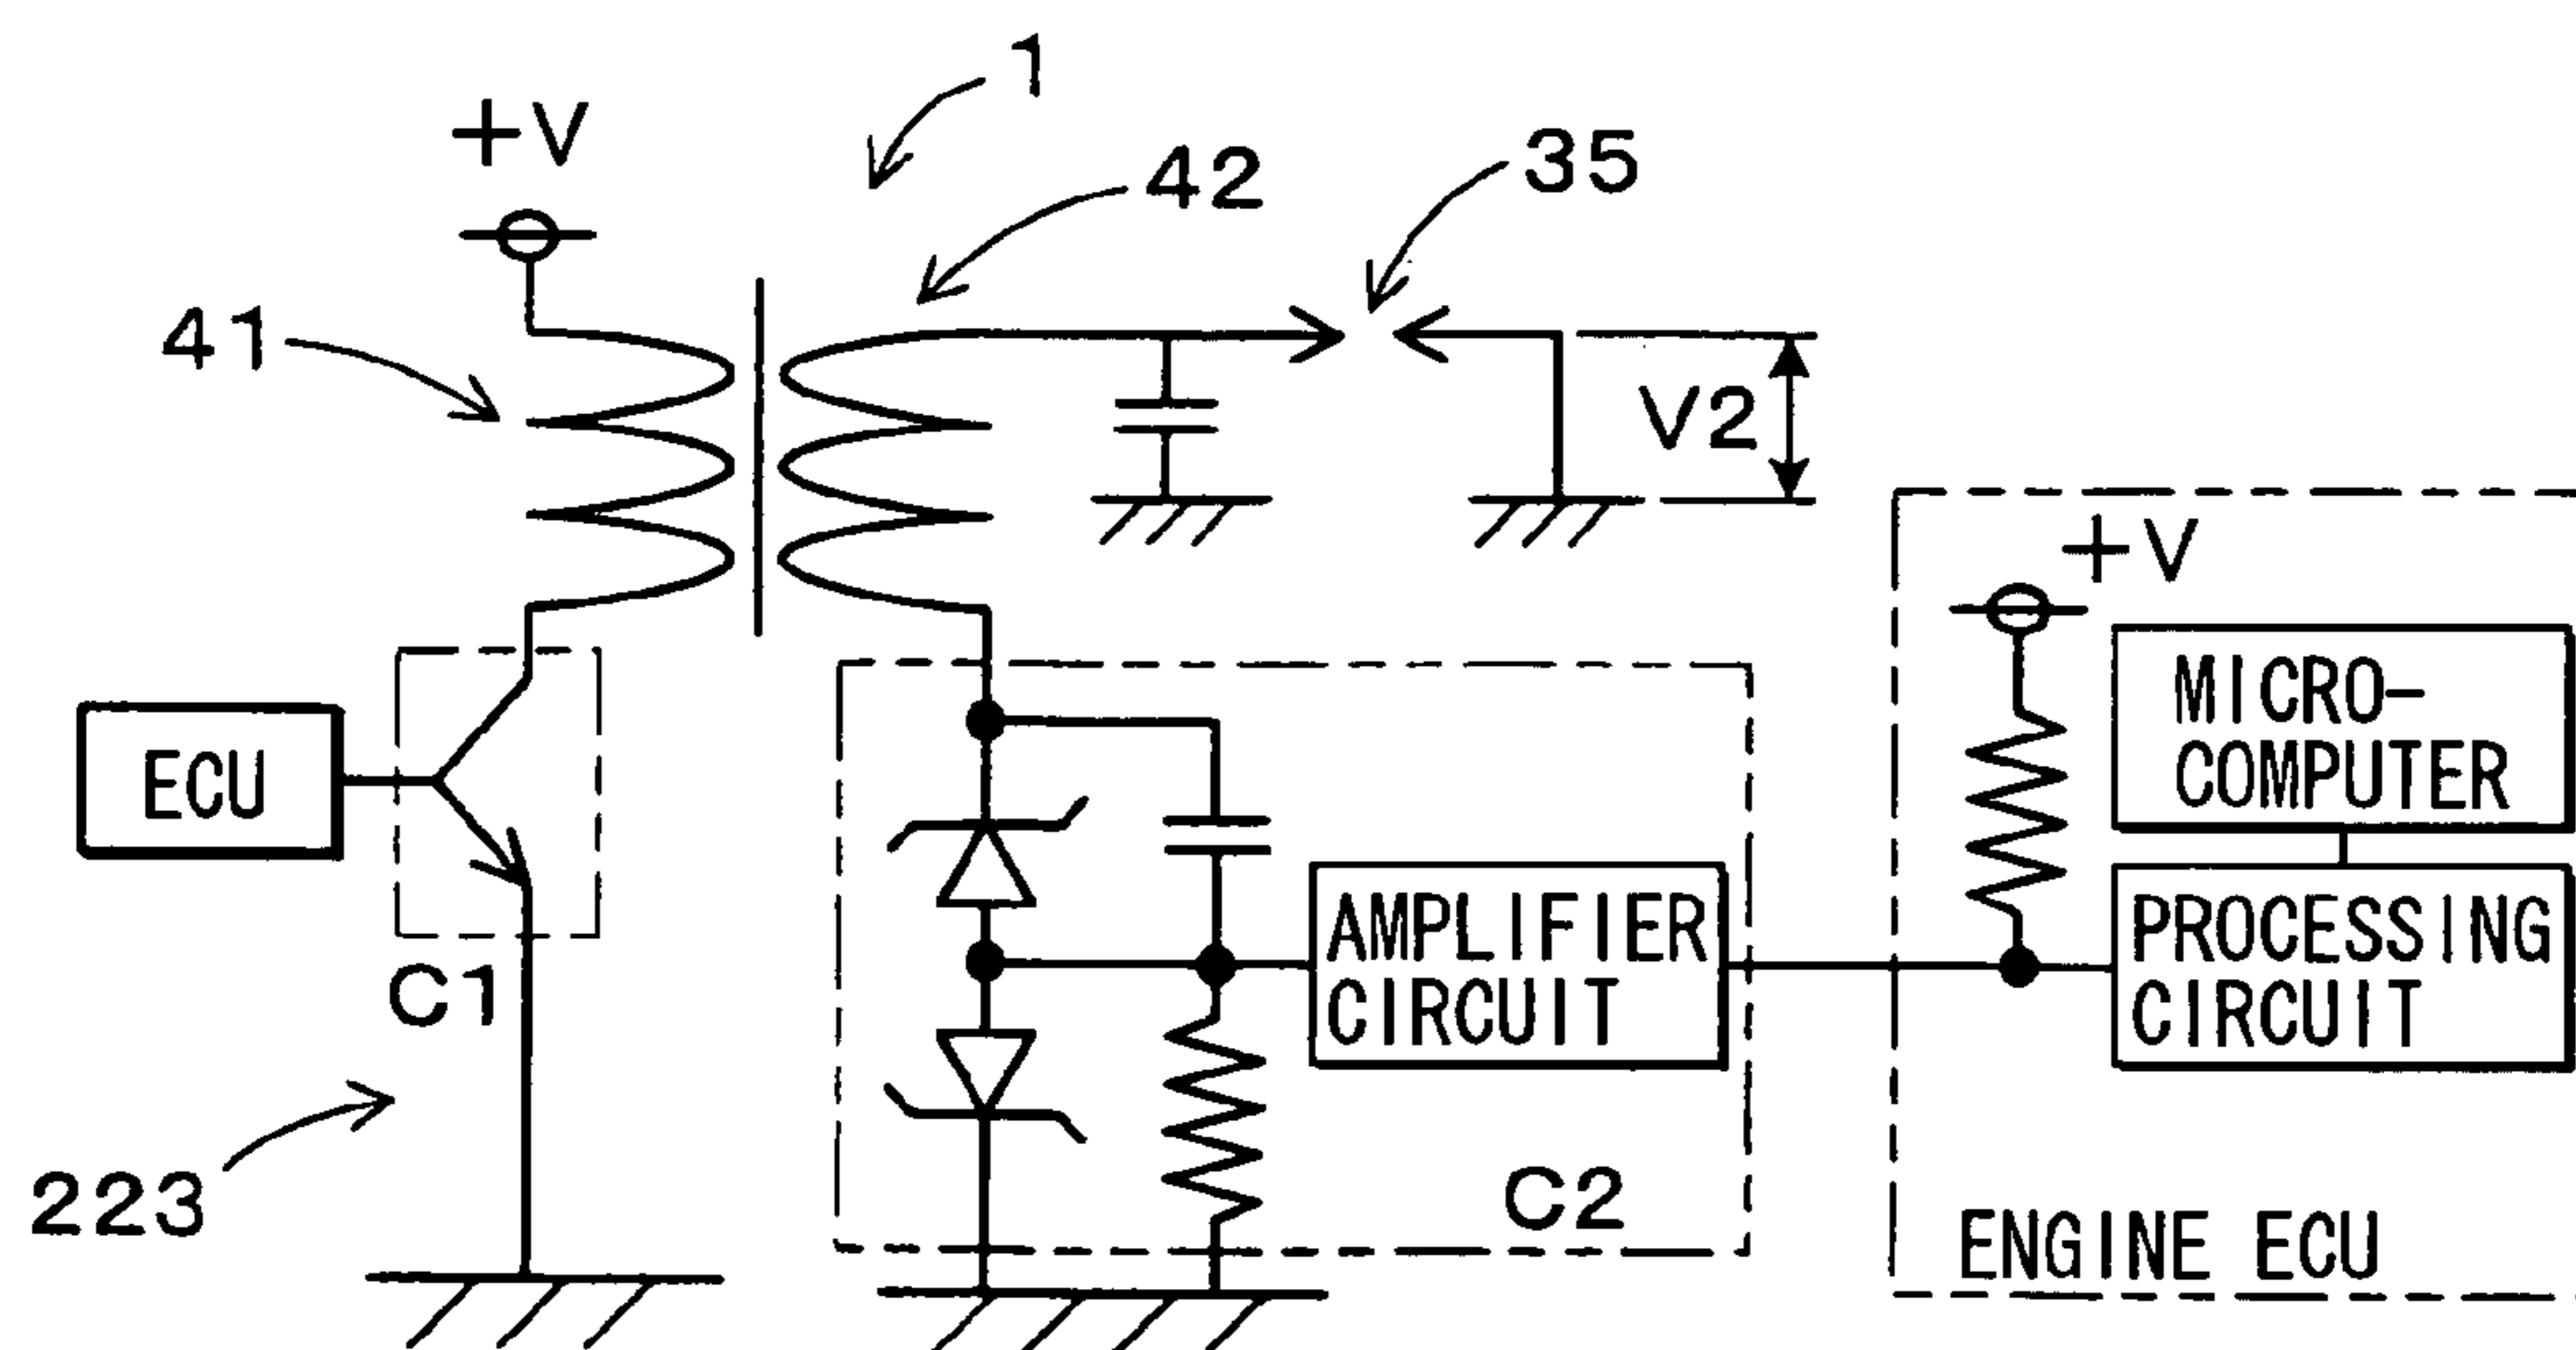 1
+V
42
35
41
V2
+V
MICRO-
COMPUTER
ECU
AMPLIFIER
CIRCUIT
PROCESSING
CIRCUIT
C1
223
C2
ENGINE ECU